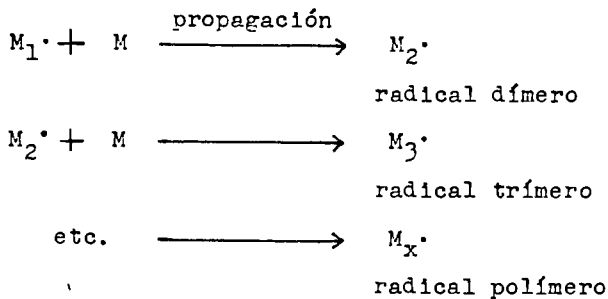 propagación
M₁· + M ⟶ M₂·
radical dímero
M₂· + M ⟶ M₃·
radical trímero
etc. ⟶ Mₓ·
radical polímero